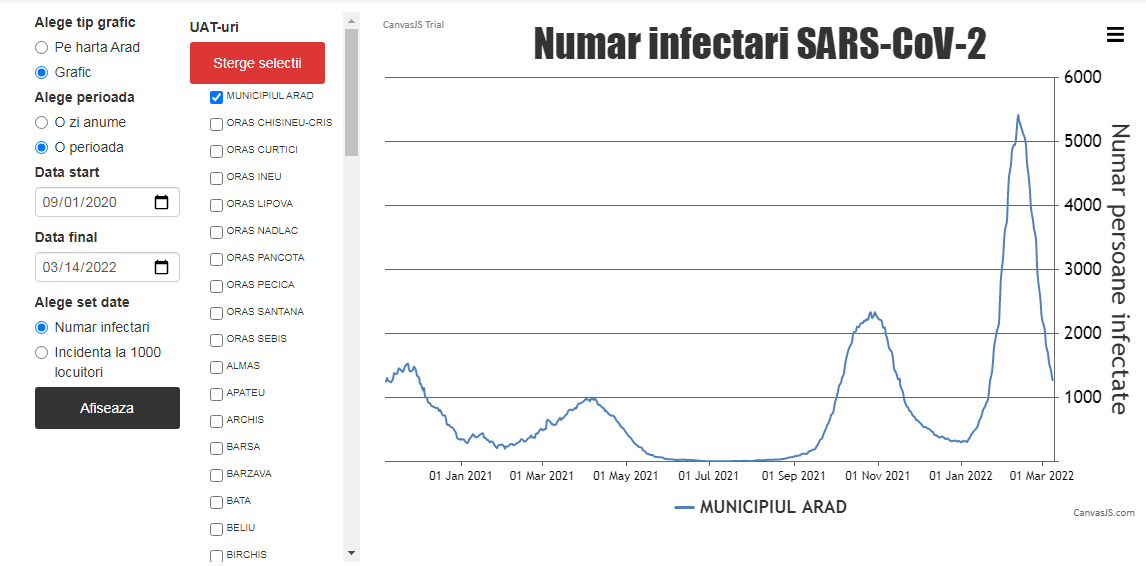 Alege tip grafic
Pe harta Arad
Grafic
Alege perioada
O zi anume
O perioada
Data start
09/01/2020
Data final
03/14/2022
Alege set date
Numar infectari
Incidenta la 1000
locuitori
Afiseaza
UAT-uri
Sterge selectii
MUNICIPIUL ARAD
ORAS CHISINEU-CRIS
ORAS CURTICI
ORAS INEU
ORAS LIPOVA
ORAS NADLAC
ORAS PANCOTA
ORAS PECICA
ORAS SANTANA
ORAS SEBIS
ALMAS
APATEU
ARCHIS
BARSA
BARZAVA
BATA
BELIU
BIRCHIS
CanvasJS Trial
Numar infectari SARS-CoV-2
6000
5000
4000
3000
2000
1000
Numar persoane infectate
01 Jan 2021 01 Mar 2021 01 May 2021 01 Jul 2021 01 Sep 2021 01 Nov 2021 01 Jan 2022 01 Mar 2022
MUNICIPIUL ARAD
CanvasJS.com